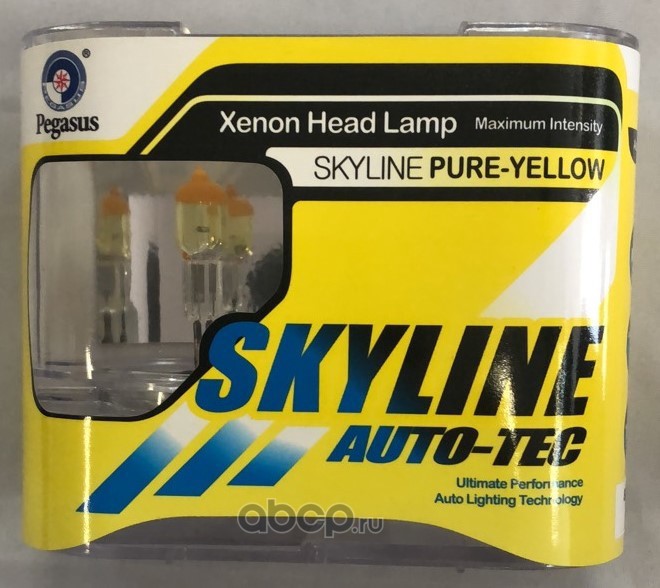 ®
PEGASUS
Pegasus
Xenon Head Lamp Maximum Intensity
SKYLINE PURE-YELLOW
SKYLINE
AUTO-TEC
Ultimate Performance
Auto Lighting Technology
abcp.ru